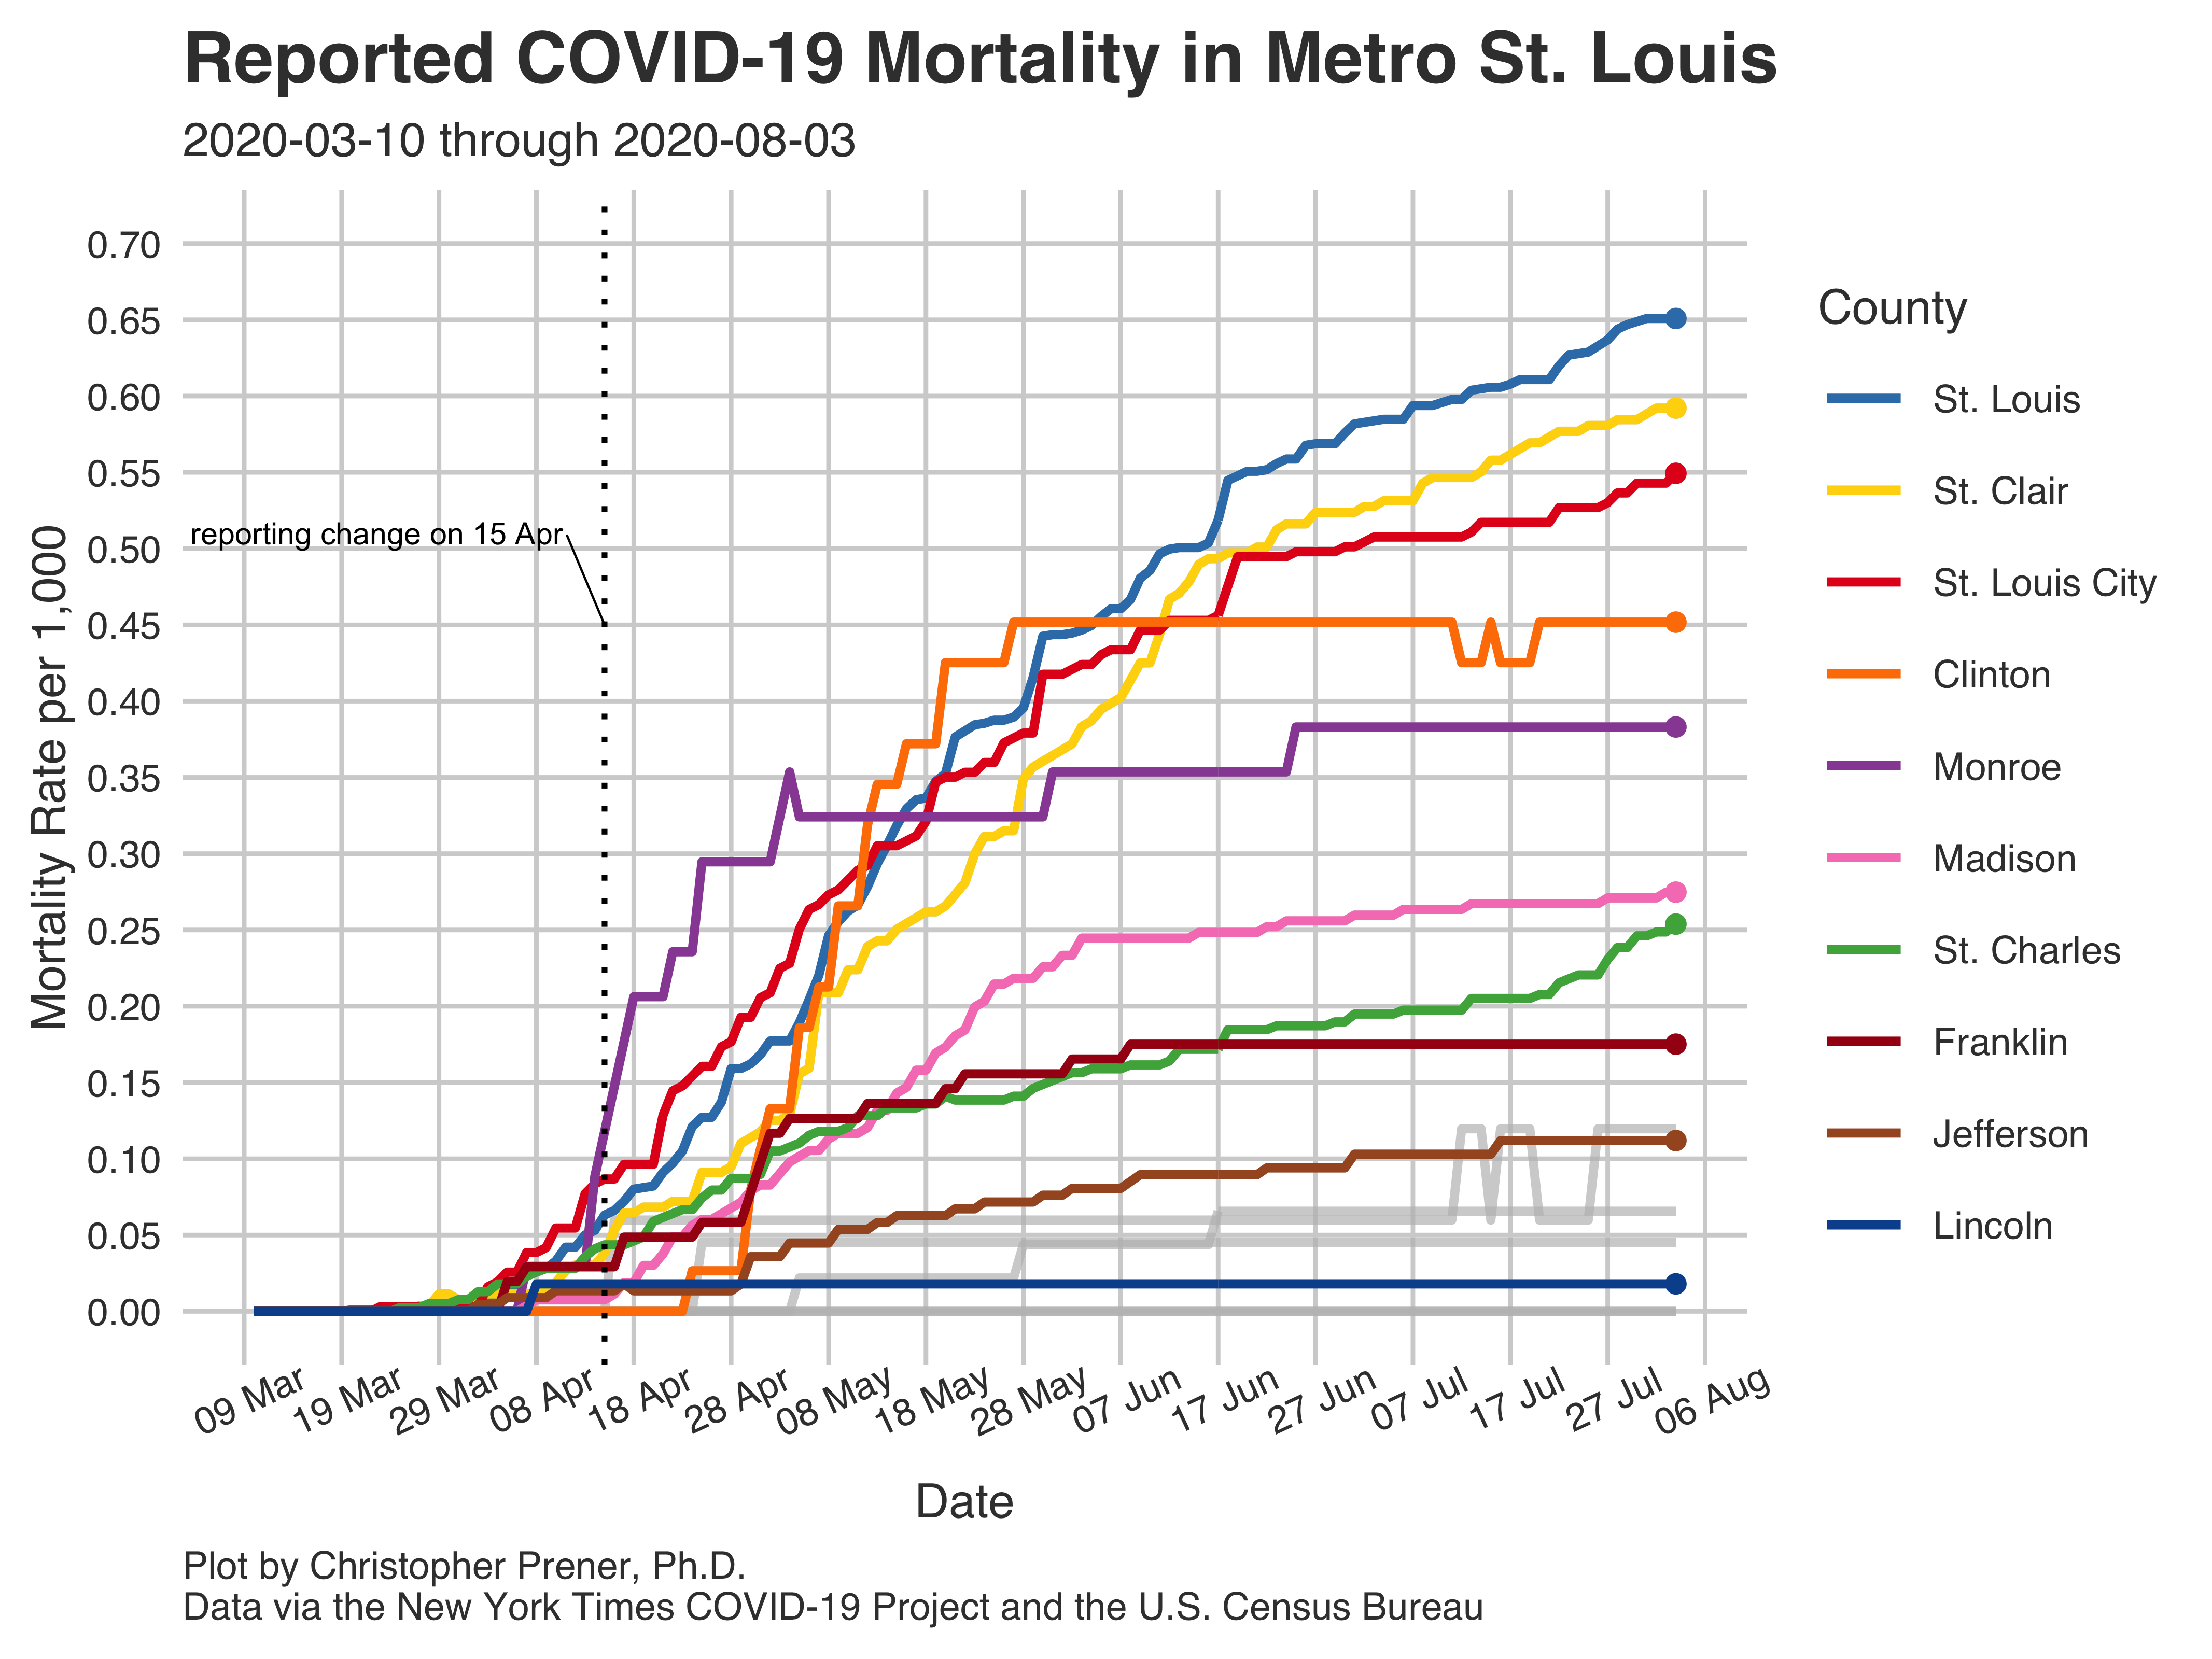 Reported COVID-19 Mortality in Metro St. Louis
2020-03-10 through 2020-08-03
0.70
0.65
0.60
0.55
0.50
0.45
0.40
0.35
0.30
0.25
0.20
0.15
0.10
0.05
0.00
Mortality Rate per 1,000
reporting change on 15 Apr
09 Mar
19 Mar
29 Mar
08 Apr
18 Apr
28 Apr
08 May
18 May
28 May
07 Jun
17 Jun
27 Jun
07 Jul
17 Jul
27 Jul
06 Aug
Date
County
St. Louis
St. Clair
St. Louis City
Clinton
Monroe
Madison
St. Charles
Franklin
Jefferson
Lincoln
Plot by Christopher Prener, Ph.D.
Data via the New York Times COVID-19 Project and the U.S. Census Bureau